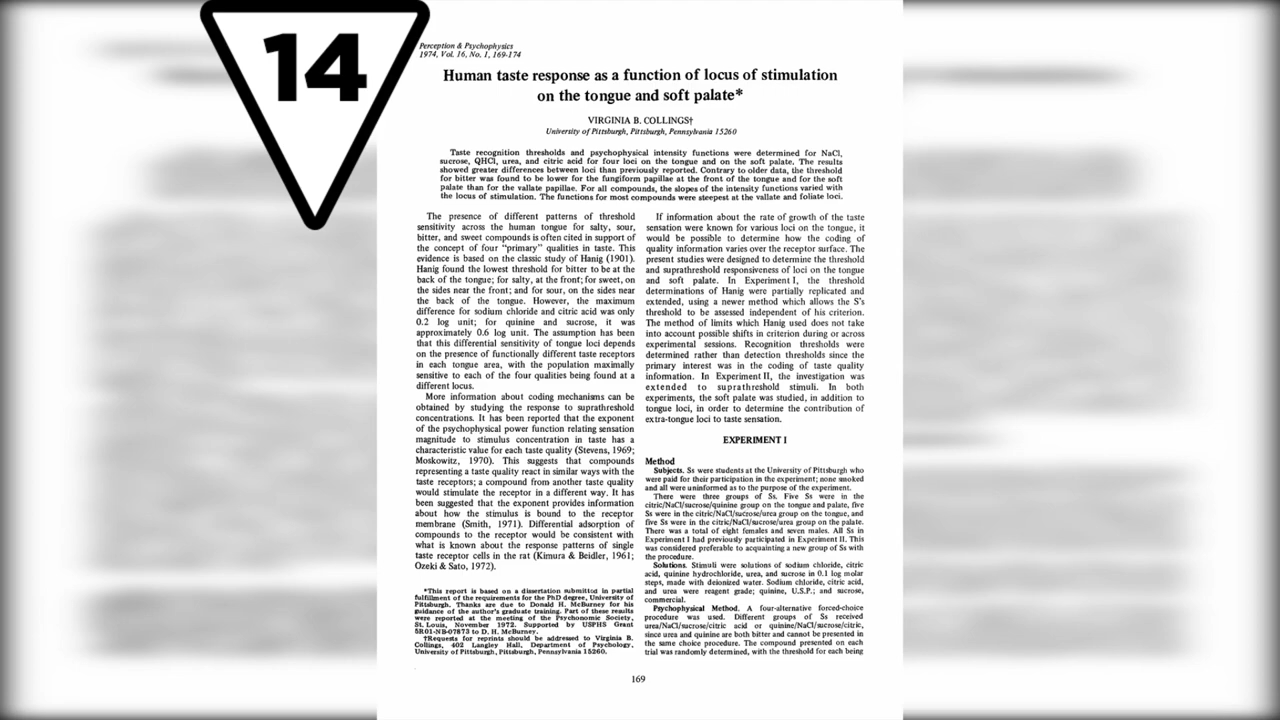 14
Perception & Psychophysics
1974, Vol. 16, No. 1, 169-174
Human taste response as a function of locus of stimulation
on the tongue and soft palate*
VIRGINIA B. COLLINGS†
University of Pittsburgh, Pittsburgh, Pennsylvania 15260
Taste recognition thresholds and psychophysical intensity functions were determined for NaCl,
sucrose, QHCl, urea, and citric acid for four loci on the tongue and on the soft palate. The results
showed greater differences between loci than previously reported. Contrary to older data, the threshold
for bitter was found to be lower for the fungiform papillae at the front of the tongue and for the soft
palate than for the vallate papillae. For all compounds, the slopes of the intensity functions varied with
the locus of stimulation. The functions for most compounds were steepest at the vallate and foliate loci.
The presence of different patterns of threshold
sensitivity across the human tongue for salty, sour,
bitter, and sweet compounds is often cited in support of
the concept of four "primary" qualities in taste. This
evidence is based on the classic study of Hanig (1901).
Hanig found the lowest threshold for bitter to be at the
back of the tongue; for salty, at the front; for sweet, on
the sides near the front; and for sour, on the sides near
the back of the tongue. However, the maximum
difference for sodium chloride and citric acid was only
0.2 log unit; for quinine and sucrose, it was
approximately 0.6 log unit. The assumption has been
that this differential sensitivity of tongue loci depends
on the presence of functionally different taste receptors
in each tongue area, with the population maximally
sensitive to each of the four qualities being found at a
different locus.
More information about coding mechanisms can be
obtained by studying the response to suprathreshold
concentrations. It has been reported that the exponent
of the psychophysical power function relating sensation
magnitude to stimulus concentration in taste has a
characteristic value for each taste quality (Stevens, 1969;
Moskowitz, 1970). This suggests that compounds
representing a taste quality react in similar ways with the
taste receptors; a compound from another taste quality
would stimulate the receptor in a different way. It has
been suggested that the exponent provides information
about how the stimulus is bound to the receptor
membrane (Smith, 1971). Differential adsorption of
compounds to the receptor would be consistent with
what is known about the response patterns of single
taste receptor cells in the rat (Kimura & Beidler, 1961;
Ozeki & Sato, 1972).
*This report is based on a dissertation submitted in partial
fulfillment of the requirements for the PhD degree, University of
Pittsburgh. Thanks are due to Donald H. McBurney for his
guidance of the author's graduate training. Part of these results
were reported at the meeting of the Psychonomic Society,
St. Louis, November 1972. Supported by USPHS Grant
5R01-NB-07873 to D. H. McBurney.
†Requests for reprints should be addressed to Virginia B.
Collings, 402 Langley Hall, Department of Psychology,
University of Pittsburgh, Pittsburgh, Pennsylvania 15260.
If information about the rate of growth of the taste
sensation were known for various loci on the tongue, it
would be possible to determine how the coding of
quality information varies over the receptor surface. The
present studies were designed to determine the threshold
and suprathreshold responsiveness of loci on the tongue
and soft palate. In Experiment I, the threshold
determinations of Hanig were partially replicated and
extended, using a newer method which allows the S's
threshold to be assessed independent of his criterion.
The method of limits which Hanig used does not take
into account possible shifts in criterion during or across
experimental sessions. Recognition thresholds were
determined rather than detection thresholds since the
primary interest was in the coding of taste quality
information. In Experiment II, the investigation was
extended to suprathreshold stimuli. In both
experiments, the soft palate was studied, in addition to
tongue loci, in order to determine the contribution of
extra-tongue loci to taste sensation.
EXPERIMENT I
Method
Subjects. Ss were students at the University of Pittsburgh who
were paid for their participation in the experiment; none smoked
and all were uninformed as to the purpose of the experiment.
There were three groups of Ss. Five Ss were in the
citric/NaCl/sucrose/quinine group on the tongue and palate, five
Ss were in the citric/NaCl/sucrose/urea group on the tongue, and
five Ss were in the citric/NaCl/sucrose/urea group on the palate.
There was a total of eight females and seven males. All Ss in
Experiment I had previously participated in Experiment II. This
was considered preferable to acquainting a new group of Ss with
the procedure.
Solutions. Stimuli were solutions of sodium chloride, citric
acid, quinine hydrochloride, urea, and sucrose in 0.1 log molar
steps, made with deionized water. Sodium chloride, citric acid,
and urea were reagent grade; quinine, U.S.P.; and sucrose,
commercial.
Psychophysical Method. A four-alternative forced-choice
procedure was used. Different groups of Ss received
urea/NaCl/sucrose/citric acid or quinine/NaCl/sucrose/citric,
since urea and quinine are both bitter and cannot be presented in
the same choice procedure. The compound presented on each
trial was randomly determined, with the threshold for each being
169